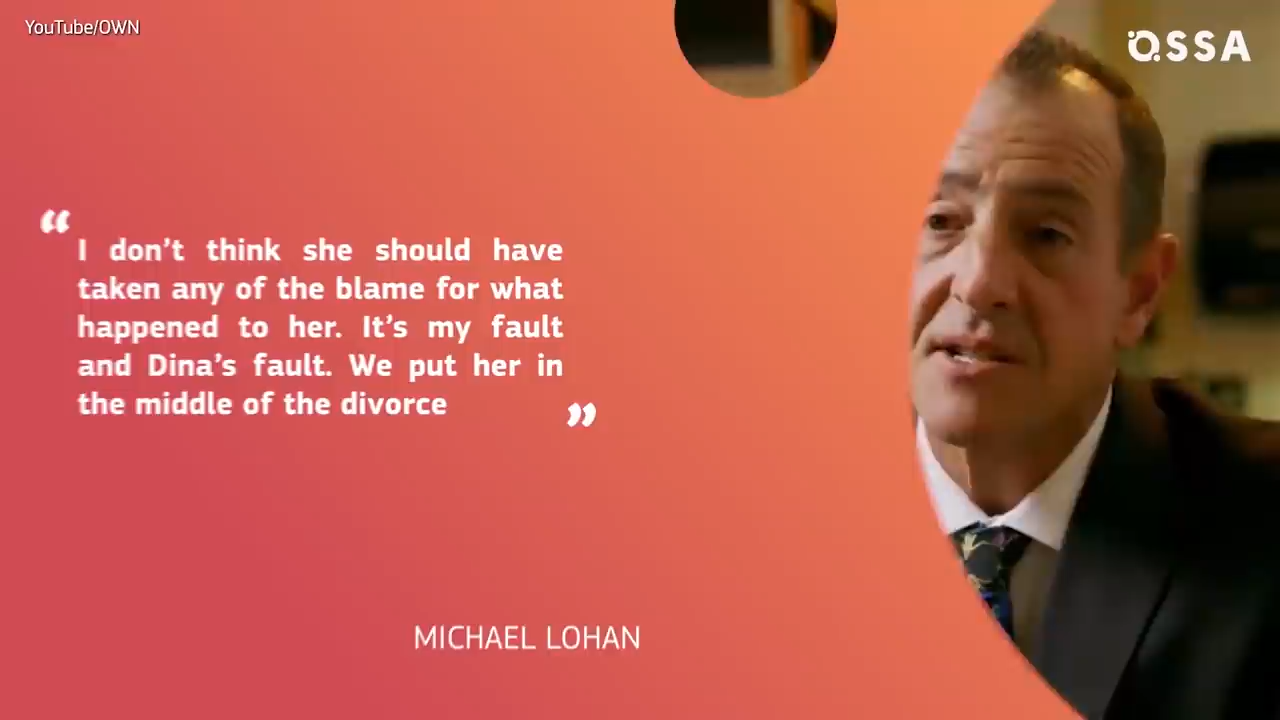 YouTube/OWN
OSSA
“
I don’t think she should have
taken any of the blame for what
happened to her. It’s my fault
and Dina’s fault. We put her in
the middle of the divorce
”
MICHAEL LOHAN